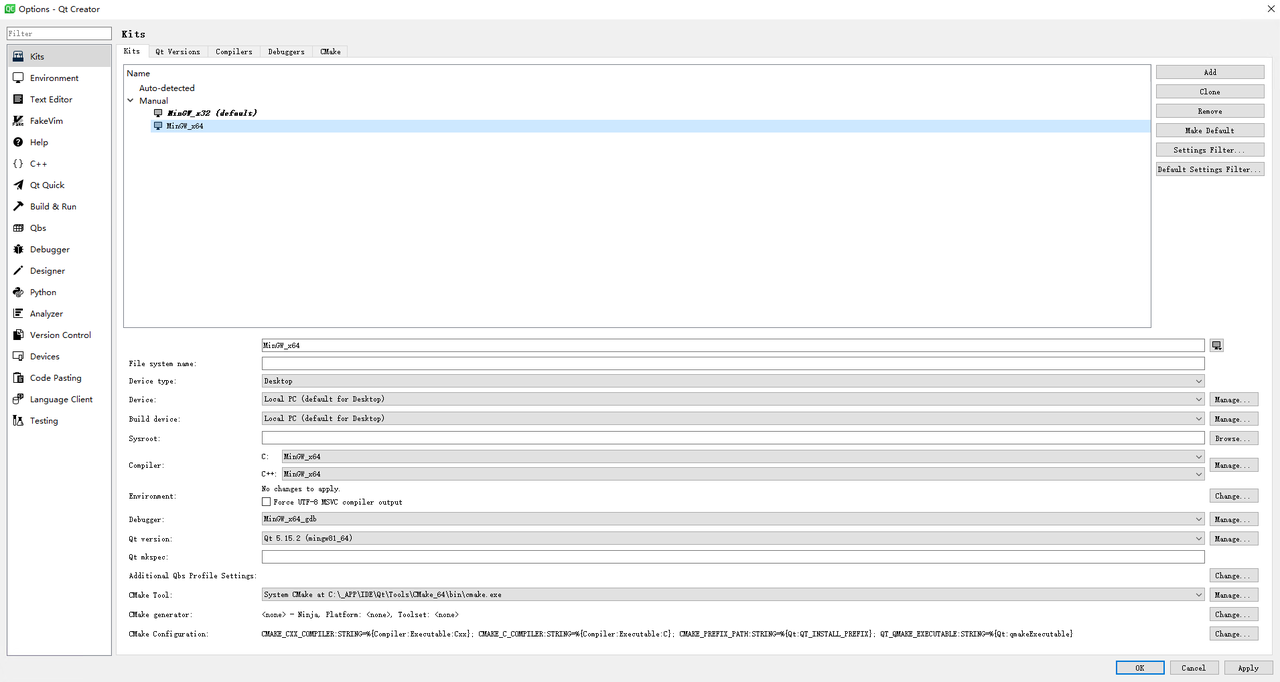 Options - Qt Creator
Filter
Kits
Environment
Text Editor
FakeVim
Help
C++
Qt Quick
Build & Run
Qbs
Debugger
Designer
Python
Analyzer
Version Control
Devices
Code Pasting
Language Client
Testing
Kits
Kits Qt Versions Compilers Debuggers CMake
Name
Auto-detected
Manual
MinGW_x32 (default)
MinGW_x64
Add
Clone
Remove
Make Default
Settings Filter...
Default Settings Filter...
MinGW_x64
File system name:
Device type: Desktop
Device: Local PC (default for Desktop) Manage...
Build device: Local PC (default for Desktop) Manage...
Sysroot: Browse...
Compiler: C: MinGW_x64 Manage...
C++: MinGW_x64
Environment: No changes to apply. Change...
Force UTF-8 MSVC compiler output
Debugger: MinGW_x64_gdb Manage...
Qt version: Qt 5.15.2 (mingw81_64) Manage...
Qt mkspec:
Additional Qbs Profile Settings: Change...
CMake Tool: System CMake at C:\_APP\IDE\Qt\Tools\CMake_64\bin\cmake.exe Manage...
CMake generator: <none> - Ninja, Platform: <none>, Toolset: <none> Change...
CMake Configuration: CMAKE_CXX_COMPILER:STRING=%{Compiler:Executable:Cxx}; CMAKE_C_COMPILER:STRING=%{Compiler:Executable:C}; CMAKE_PREFIX_PATH:STRING=%{Qt:QT_INSTALL_PREFIX}; QT_QMAKE_EXECUTABLE:STRING=%{Qt:qmakeExecutable} Change...
OK Cancel Apply